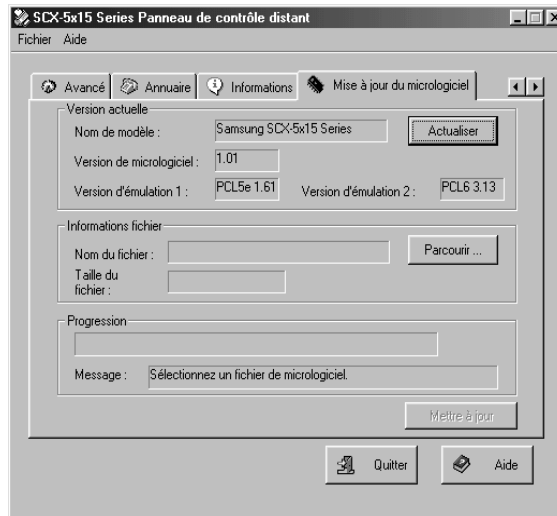 SCX-5x15 Series Panneau de contrôle distant
Fichier Aide
Avancé Annuaire Informations Mise à jour du micrologiciel
Version actuelle
Nom de modèle : Samsung SCX-5x15 Series Actualiser
Version de micrologiciel : 1.01
Version d'émulation 1 : PCL5e 1.61 Version d'émulation 2 : PCL6 3.13
Informations fichier
Nom du fichier : Parcourir ...
Taille du
fichier :
Progression
Message : Sélectionnez un fichier de micrologiciel.
Mettre à jour
Quitter Aide